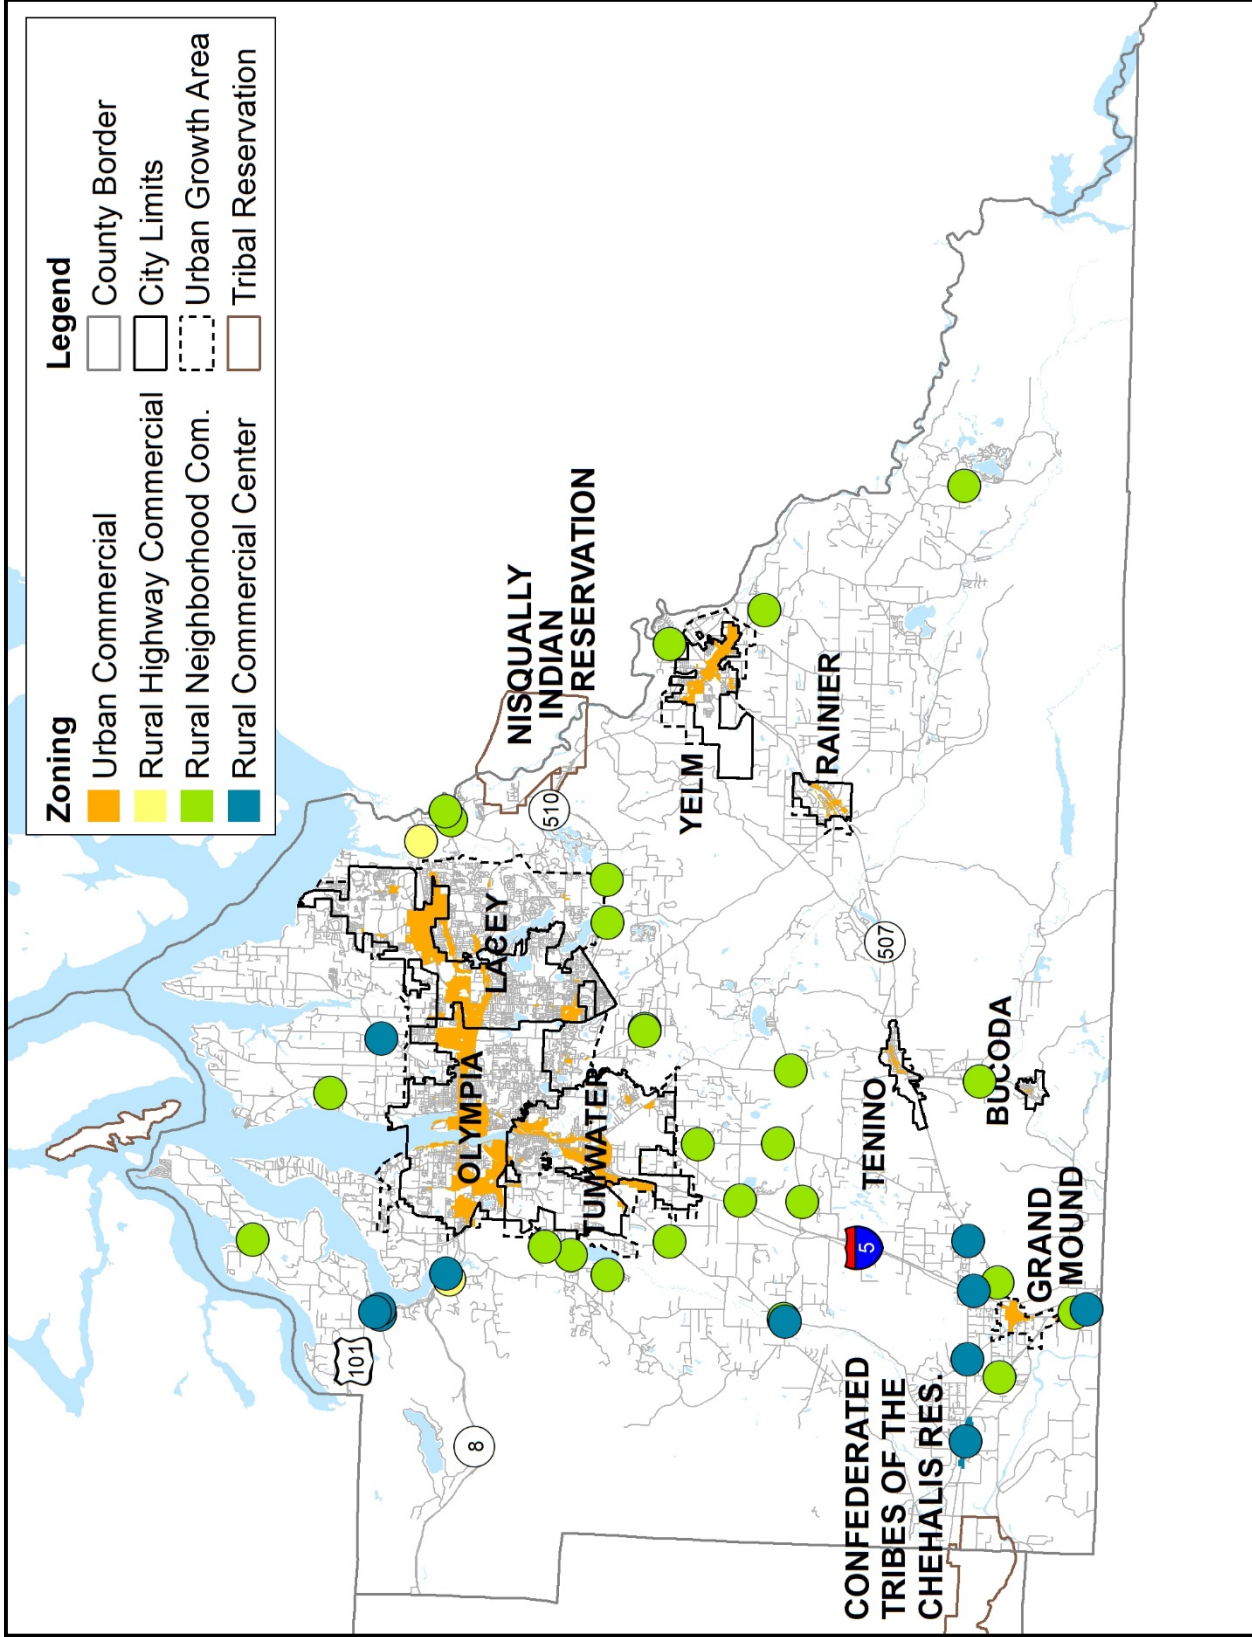 Zoning
Urban Commercial
Rural Highway Commercial
Rural Neighborhood Com.
Rural Commercial Center
Legend
County Border
City Limits
Urban Growth Area
Tribal Reservation
101
8
OLYMPIA
LACEY
TUMWATER
NISQUALLY
INDIAN
RESERVATION
510
YELM
RAINIER
507
TENINO
BUCODA
5
GRAND
MOUND
CONFEDERATED
TRIBES OF THE
CHEHALIS RES.